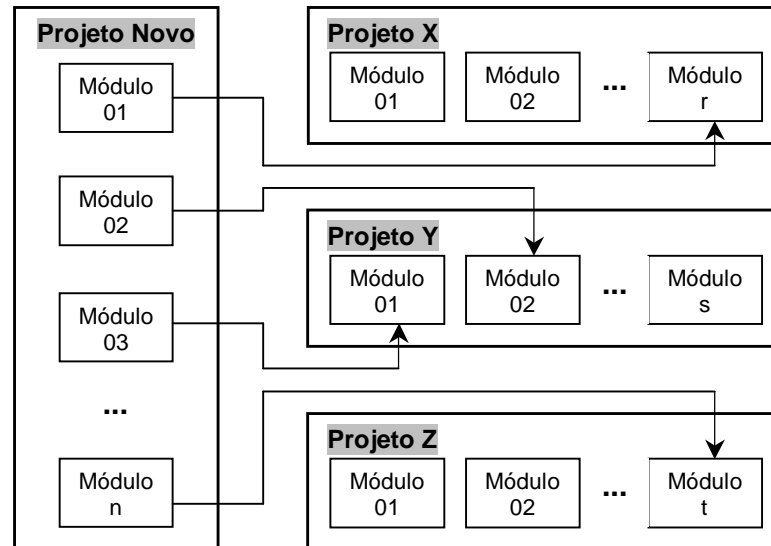 Projeto Novo
Módulo
01
Módulo
02
Módulo
03
...
Módulo
n
Projeto X
Módulo
01
Módulo
02
...
Módulo
r
Projeto Y
Módulo
01
Módulo
02
...
Módulo
s
Projeto Z
Módulo
01
Módulo
02
...
Módulo
t